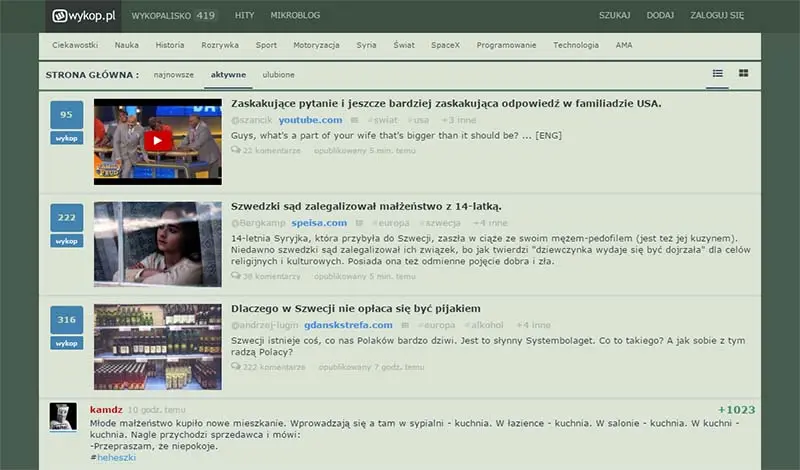 wykop.pl WYKOPALISKO 419 HITY MIKROBLOG SZUKAJ DODAJ ZALOGUJ SIĘ
Ciekawostki Nauka Historia Rozrywka Sport Motoryzacja Syria Świat SpaceX Programowanie Technologia AMA
STRONA GŁÓWNA : najnowsze aktywne ulubione
95
wykop
Zaskakujące pytanie i jeszcze bardziej zaskakująca odpowiedź w familiadzie USA.
@szancik youtube.com #swiat #usa +3 inne
Guys, what's a part of your wife that's bigger than it should be? ... [ENG]
22 komentarze opublikowany 5 min. temu
222
wykop
Szwedzki sąd zalegalizował małżeństwo z 14-latką.
@Bergkamp speisa.com #europa #szwecja +4 inne
14-letnia Syryjka, która przybyła do Szwecji, zaszła w ciąże ze swoim mężem-pedofilem (jest też jej kuzynem).
Niedawno szwedzki sąd zalegalizował ich związek, bo jak twierdzi "dziewczynka wydaje się być dojrzała" dla celów
religijnych i kulturowych. Posiada ona też odmienne pojęcie dobra i zła.
38 komentarzy opublikowany 5 min. temu
316
wykop
Dlaczego w Szwecji nie opłaca się być pijakiem
@andrzej-lugin gdanskstrefa.com #europa #alkohol +4 inne
Szwecji istnieje coś, co nas Polaków bardzo dziwi. Jest to słynny Systembolaget. Co to takiego? A jak sobie z tym
radzą Polacy?
222 komentarze opublikowany 7 godz. temu
kamdz 10 godz. temu +1023
Młode małżeństwo kupiło nowe mieszkanie. Wprowadzają się a tam w sypialni - kuchnia. W łazience - kuchnia. W salonie - kuchnia. W kuchni -
kuchnia. Nagle przychodzi sprzedawca i mówi:
-Przepraszam, że niepokoje.
#heheszki